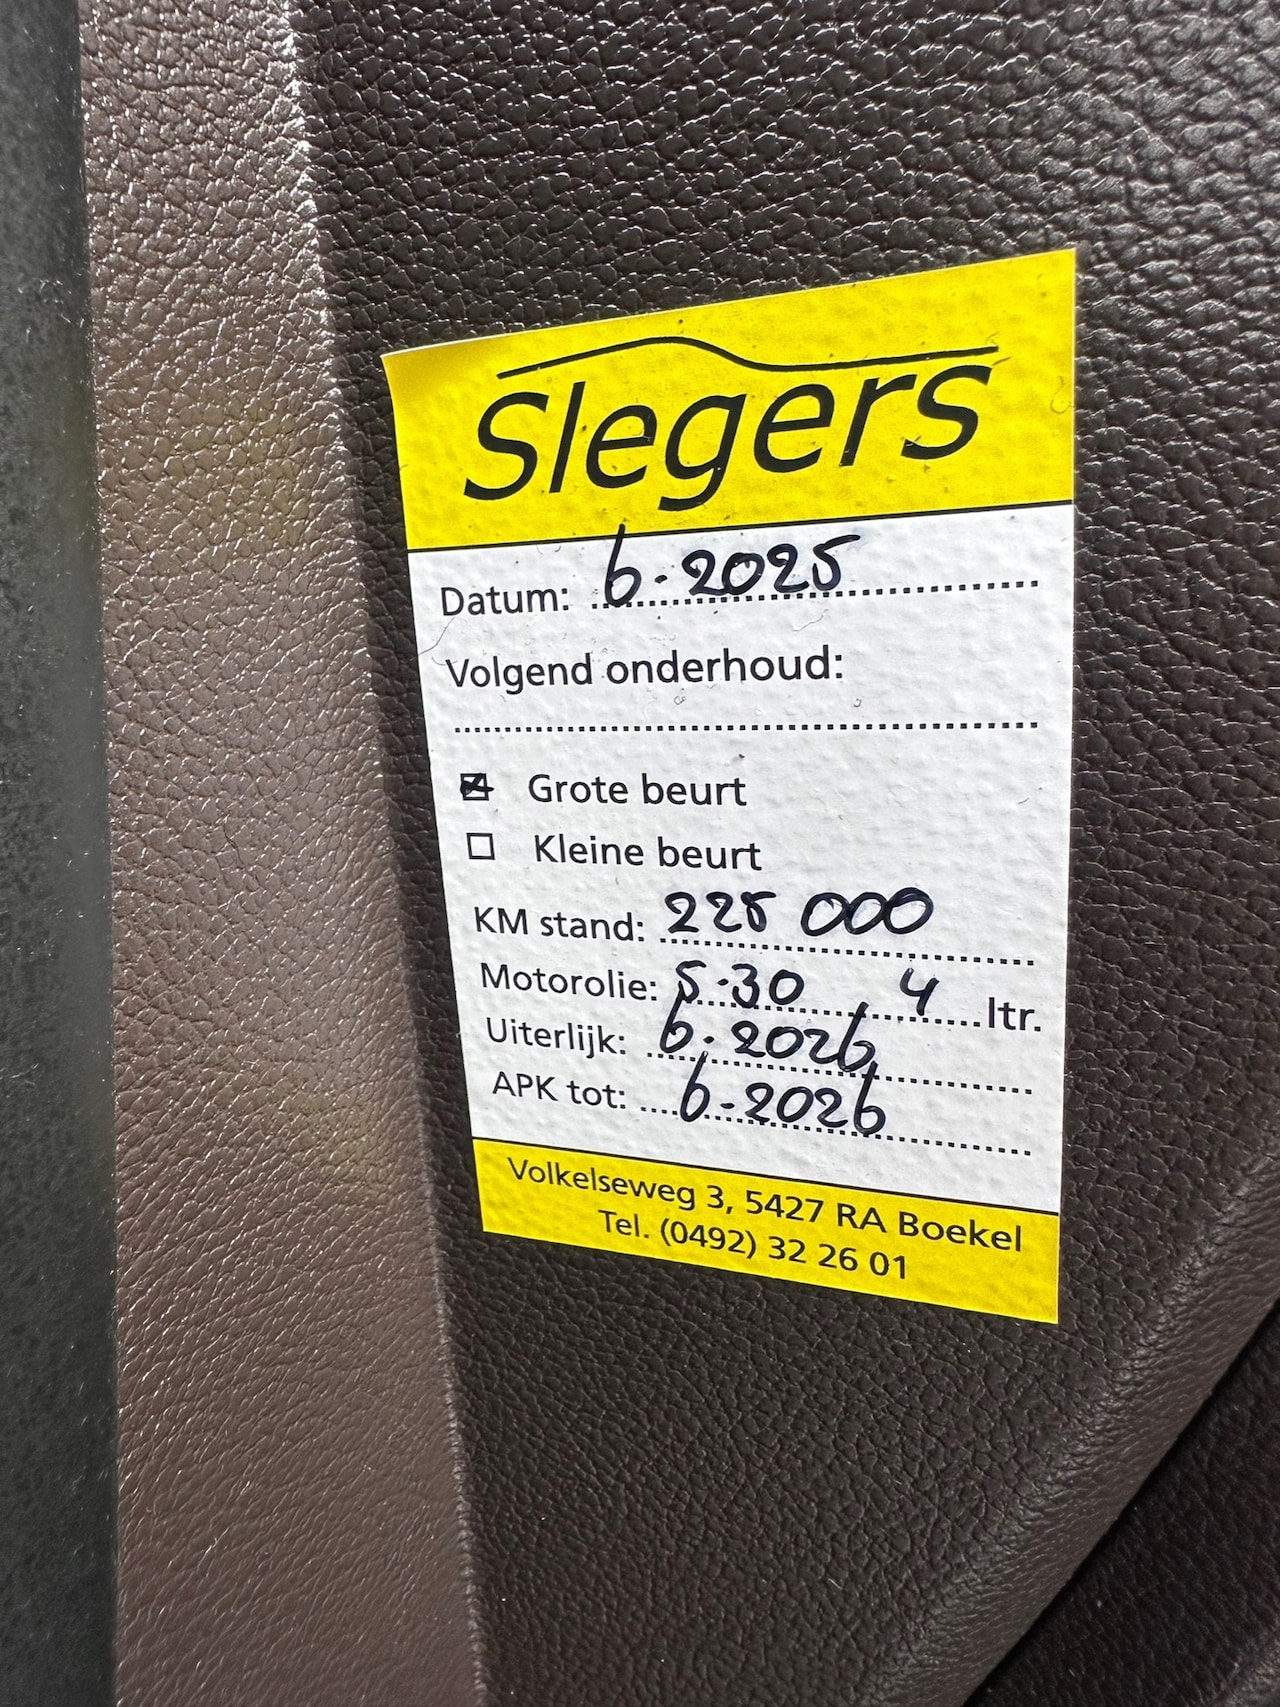 Slegers
Datum: 6-2025
Volgend onderhoud:
Grote beurt
Kleine beurt
KM stand: 225 000
Motorolie: 5-30 4 ltr.
Uiterlijk: 6-2026
APK tot: 6-2026
Volkelseweg 3, 5427 RA Boekel
Tel. (0492) 32 26 01